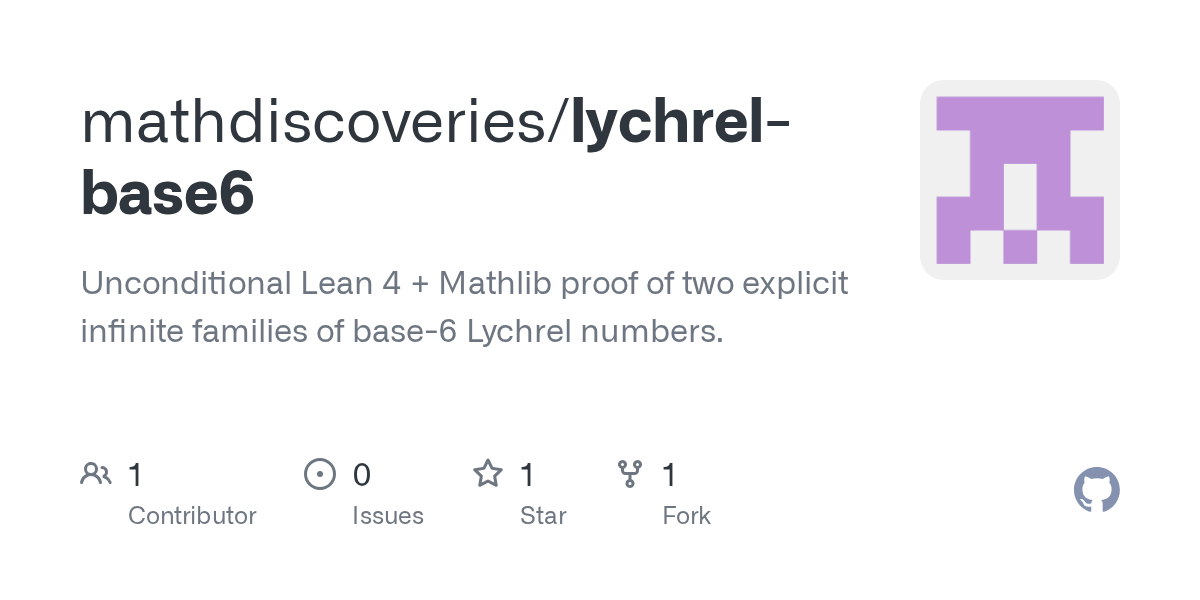 mathdiscoveries/lychrel-
base6
Unconditional Lean 4 + Mathlib proof of two explicit
infinite families of base-6 Lychrel numbers.
1 0 1 1
Contributor Issues Star Fork